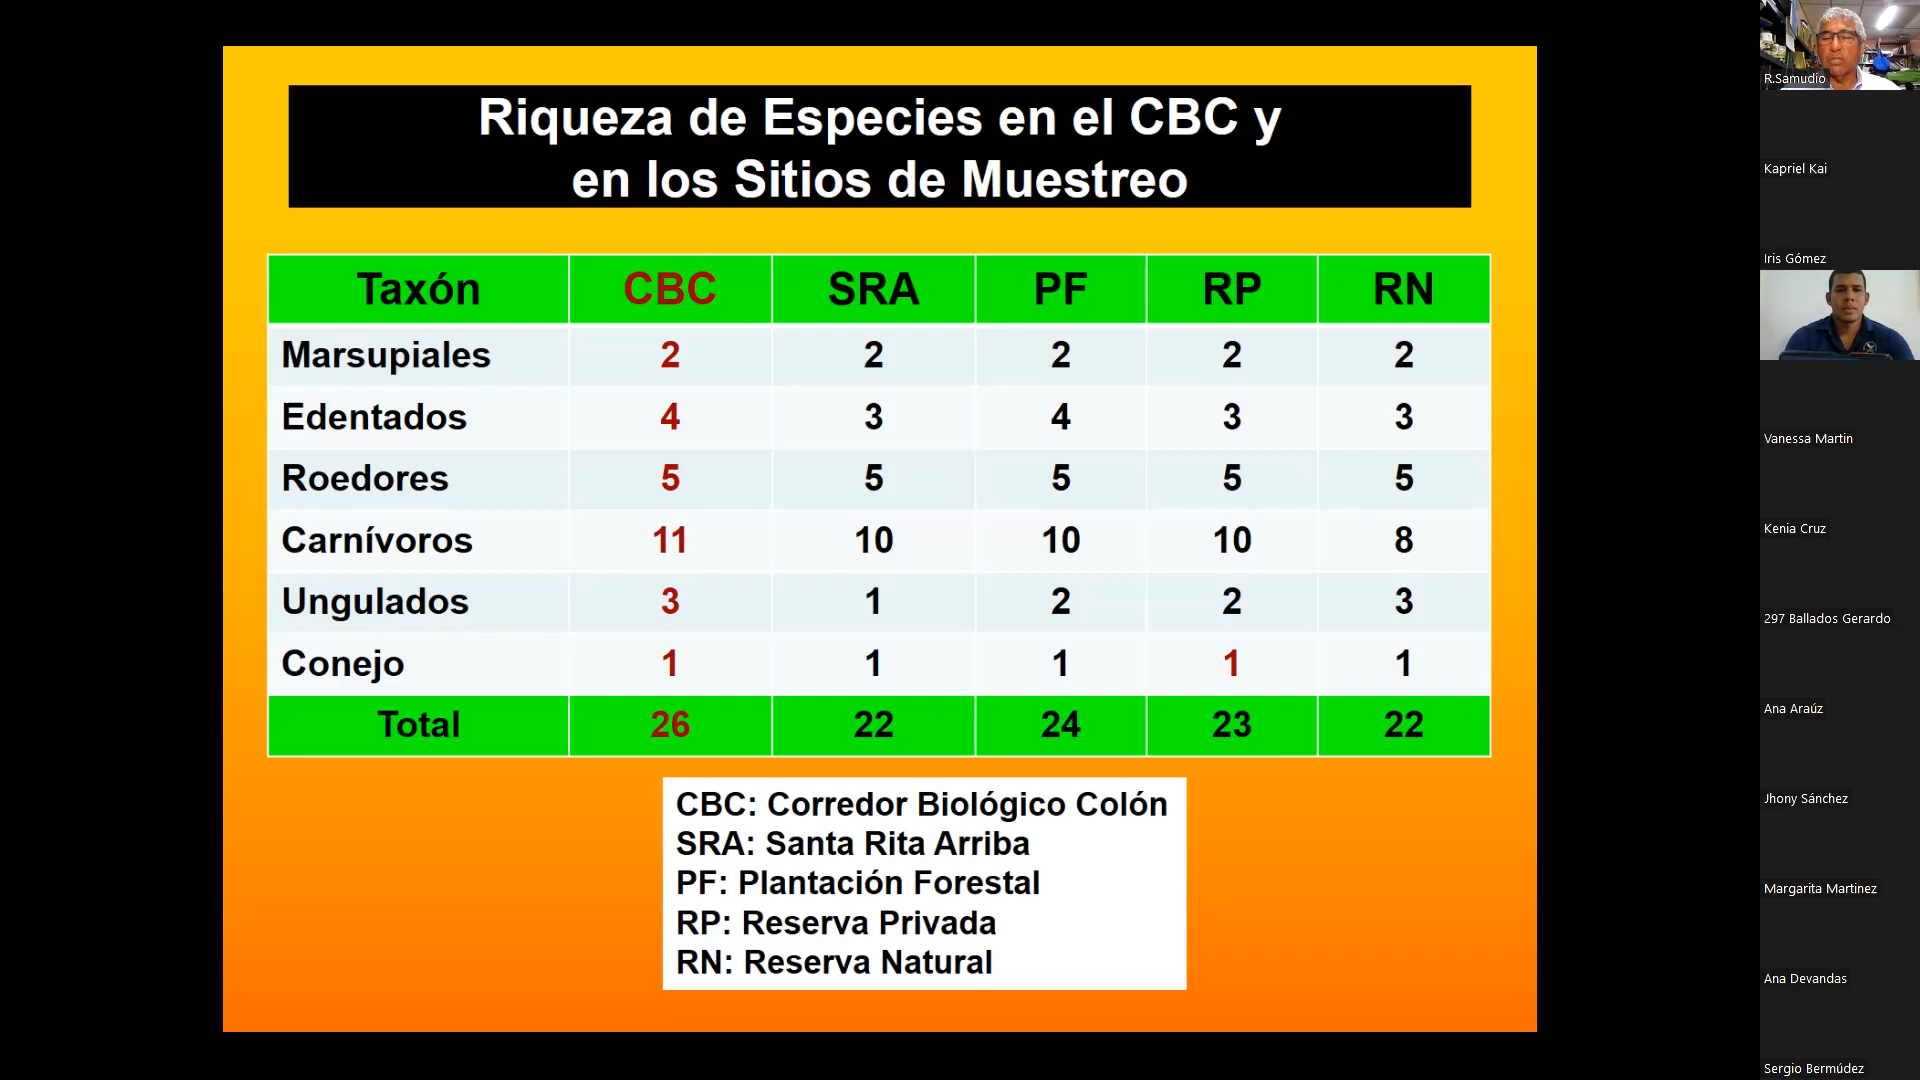 Riqueza de Especies en el CBC y
en los Sitios de Muestreo
Taxón CBC SRA PF RP RN
Marsupiales 2 2 2 2 2
Edentados 4 3 4 3 3
Roedores 5 5 5 5 5
Carnívoros 11 10 10 10 8
Ungulados 3 1 2 2 3
Conejo 1 1 1 1 1
Total 26 22 24 23 22
CBC: Corredor Biológico Colón
SRA: Santa Rita Arriba
PF: Plantación Forestal
RP: Reserva Privada
RN: Reserva Natural
R.Samudio
Kapriel Kai
Iris Gómez
Vanessa Martin
Kenia Cruz
297 Ballados Gerardo
Ana Araúz
Jhony Sánchez
Margarita Martinez
Ana Devandas
Sergio Bermúdez